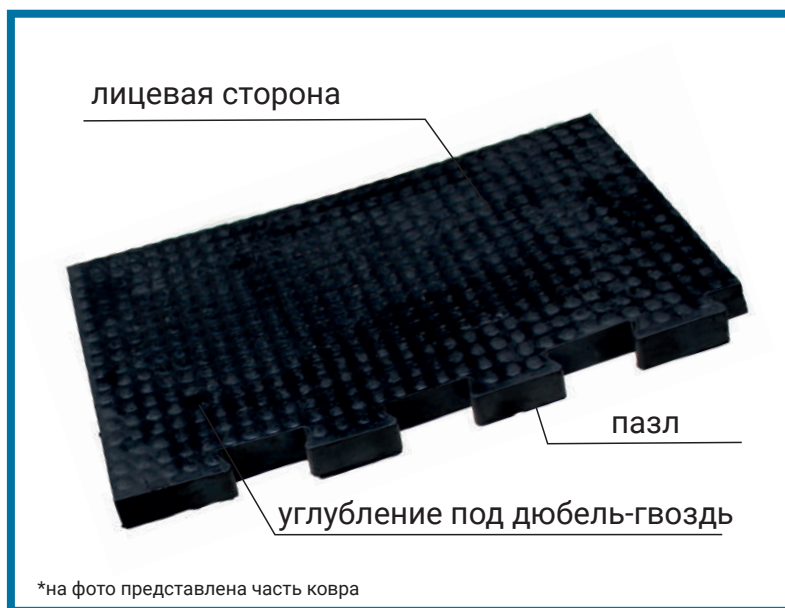 лицевая сторона
пазл
углубление под дюбель-гвоздь
*на фото представлена часть ковра